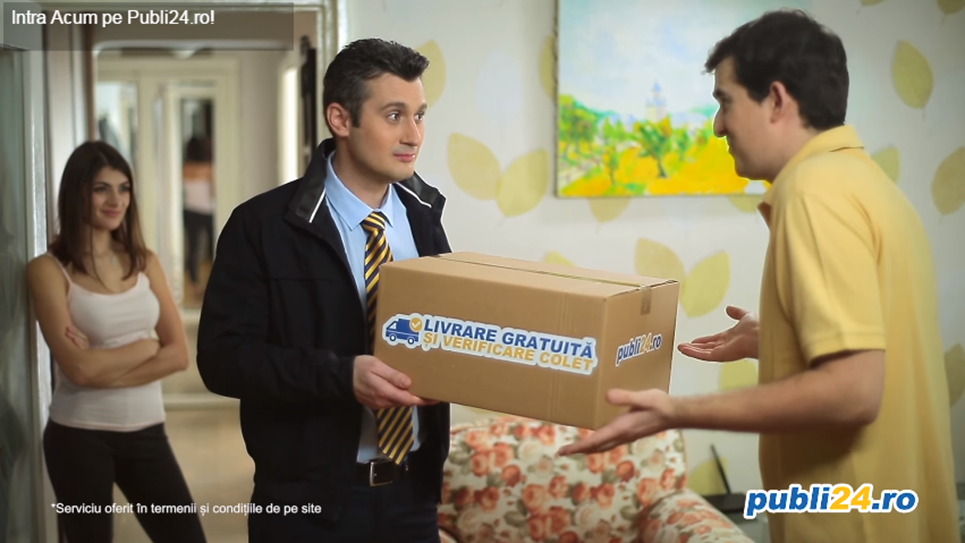 Intra Acum pe Publi24.ro!
LIVRARE GRATUITĂ
ȘI VERIFICARE COLET
publi24.ro
*Serviciu oferit în termenii și condițiile de pe site
publi24.ro